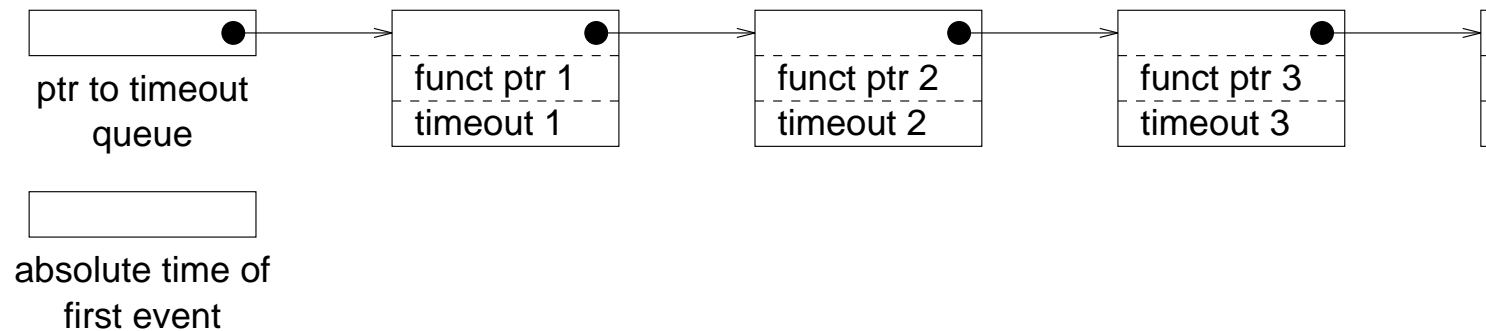 ptr to timeout
queue
funct ptr 1
timeout 1
funct ptr 2
timeout 2
funct ptr 3
timeout 3
absolute time of
first event